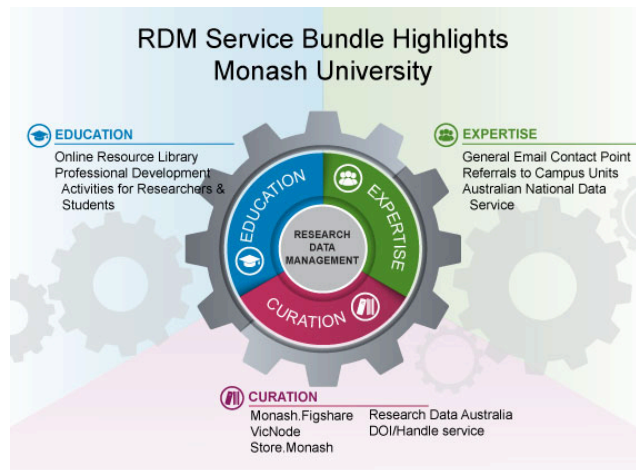 RDM Service Bundle Highlights
Monash University
EDUCATION
Online Resource Library
Professional Development
Activities for Researchers &
Students
EXPERTISE
General Email Contact Point
Referrals to Campus Units
Australian National Data
Service
EDUCATION
EXPERTISE
RESEARCH
DATA
MANAGEMENT
CURATION
CURATION
Monash.Figshare
VicNode
Store.Monash
Research Data Australia
DOI/Handle service